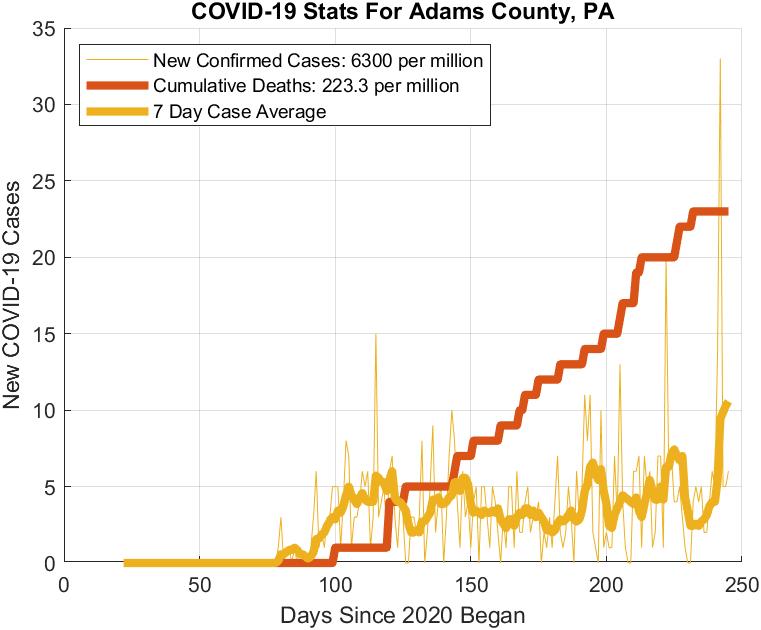 COVID-19 Stats For Adams County, PA
New Confirmed Cases: 6300 per million
Cumulative Deaths: 223.3 per million
7 Day Case Average
New COVID-19 Cases
35
30
25
20
15
10
5
0
0 50 100 150 200 250
Days Since 2020 Began